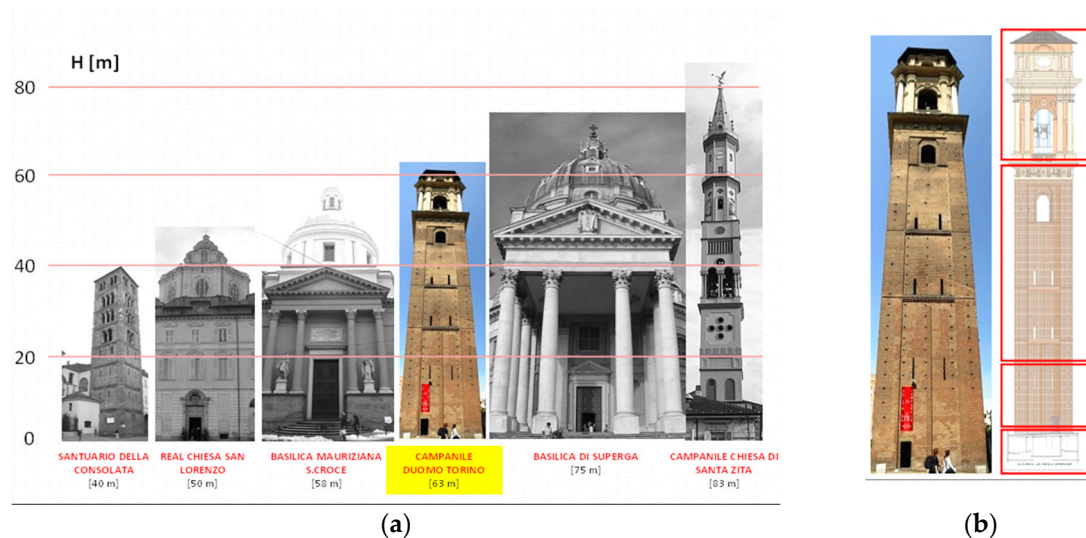 H [m]
80
60
40
20
0
SANTUARIO DELLA
CONSOLATA
[40 m]
REAL CHIESA SAN
LORENZO
[50 m]
BASILICA MAURIZIANA
S.CROCE
[58 m]
CAMPANILE
DUOMO TORINO
[63 m]
BASILICA DI SUPERGA
[75 m]
CAMPANILE CHIESA DI
SANTA ZITA
[83 m]
(a)
(b)